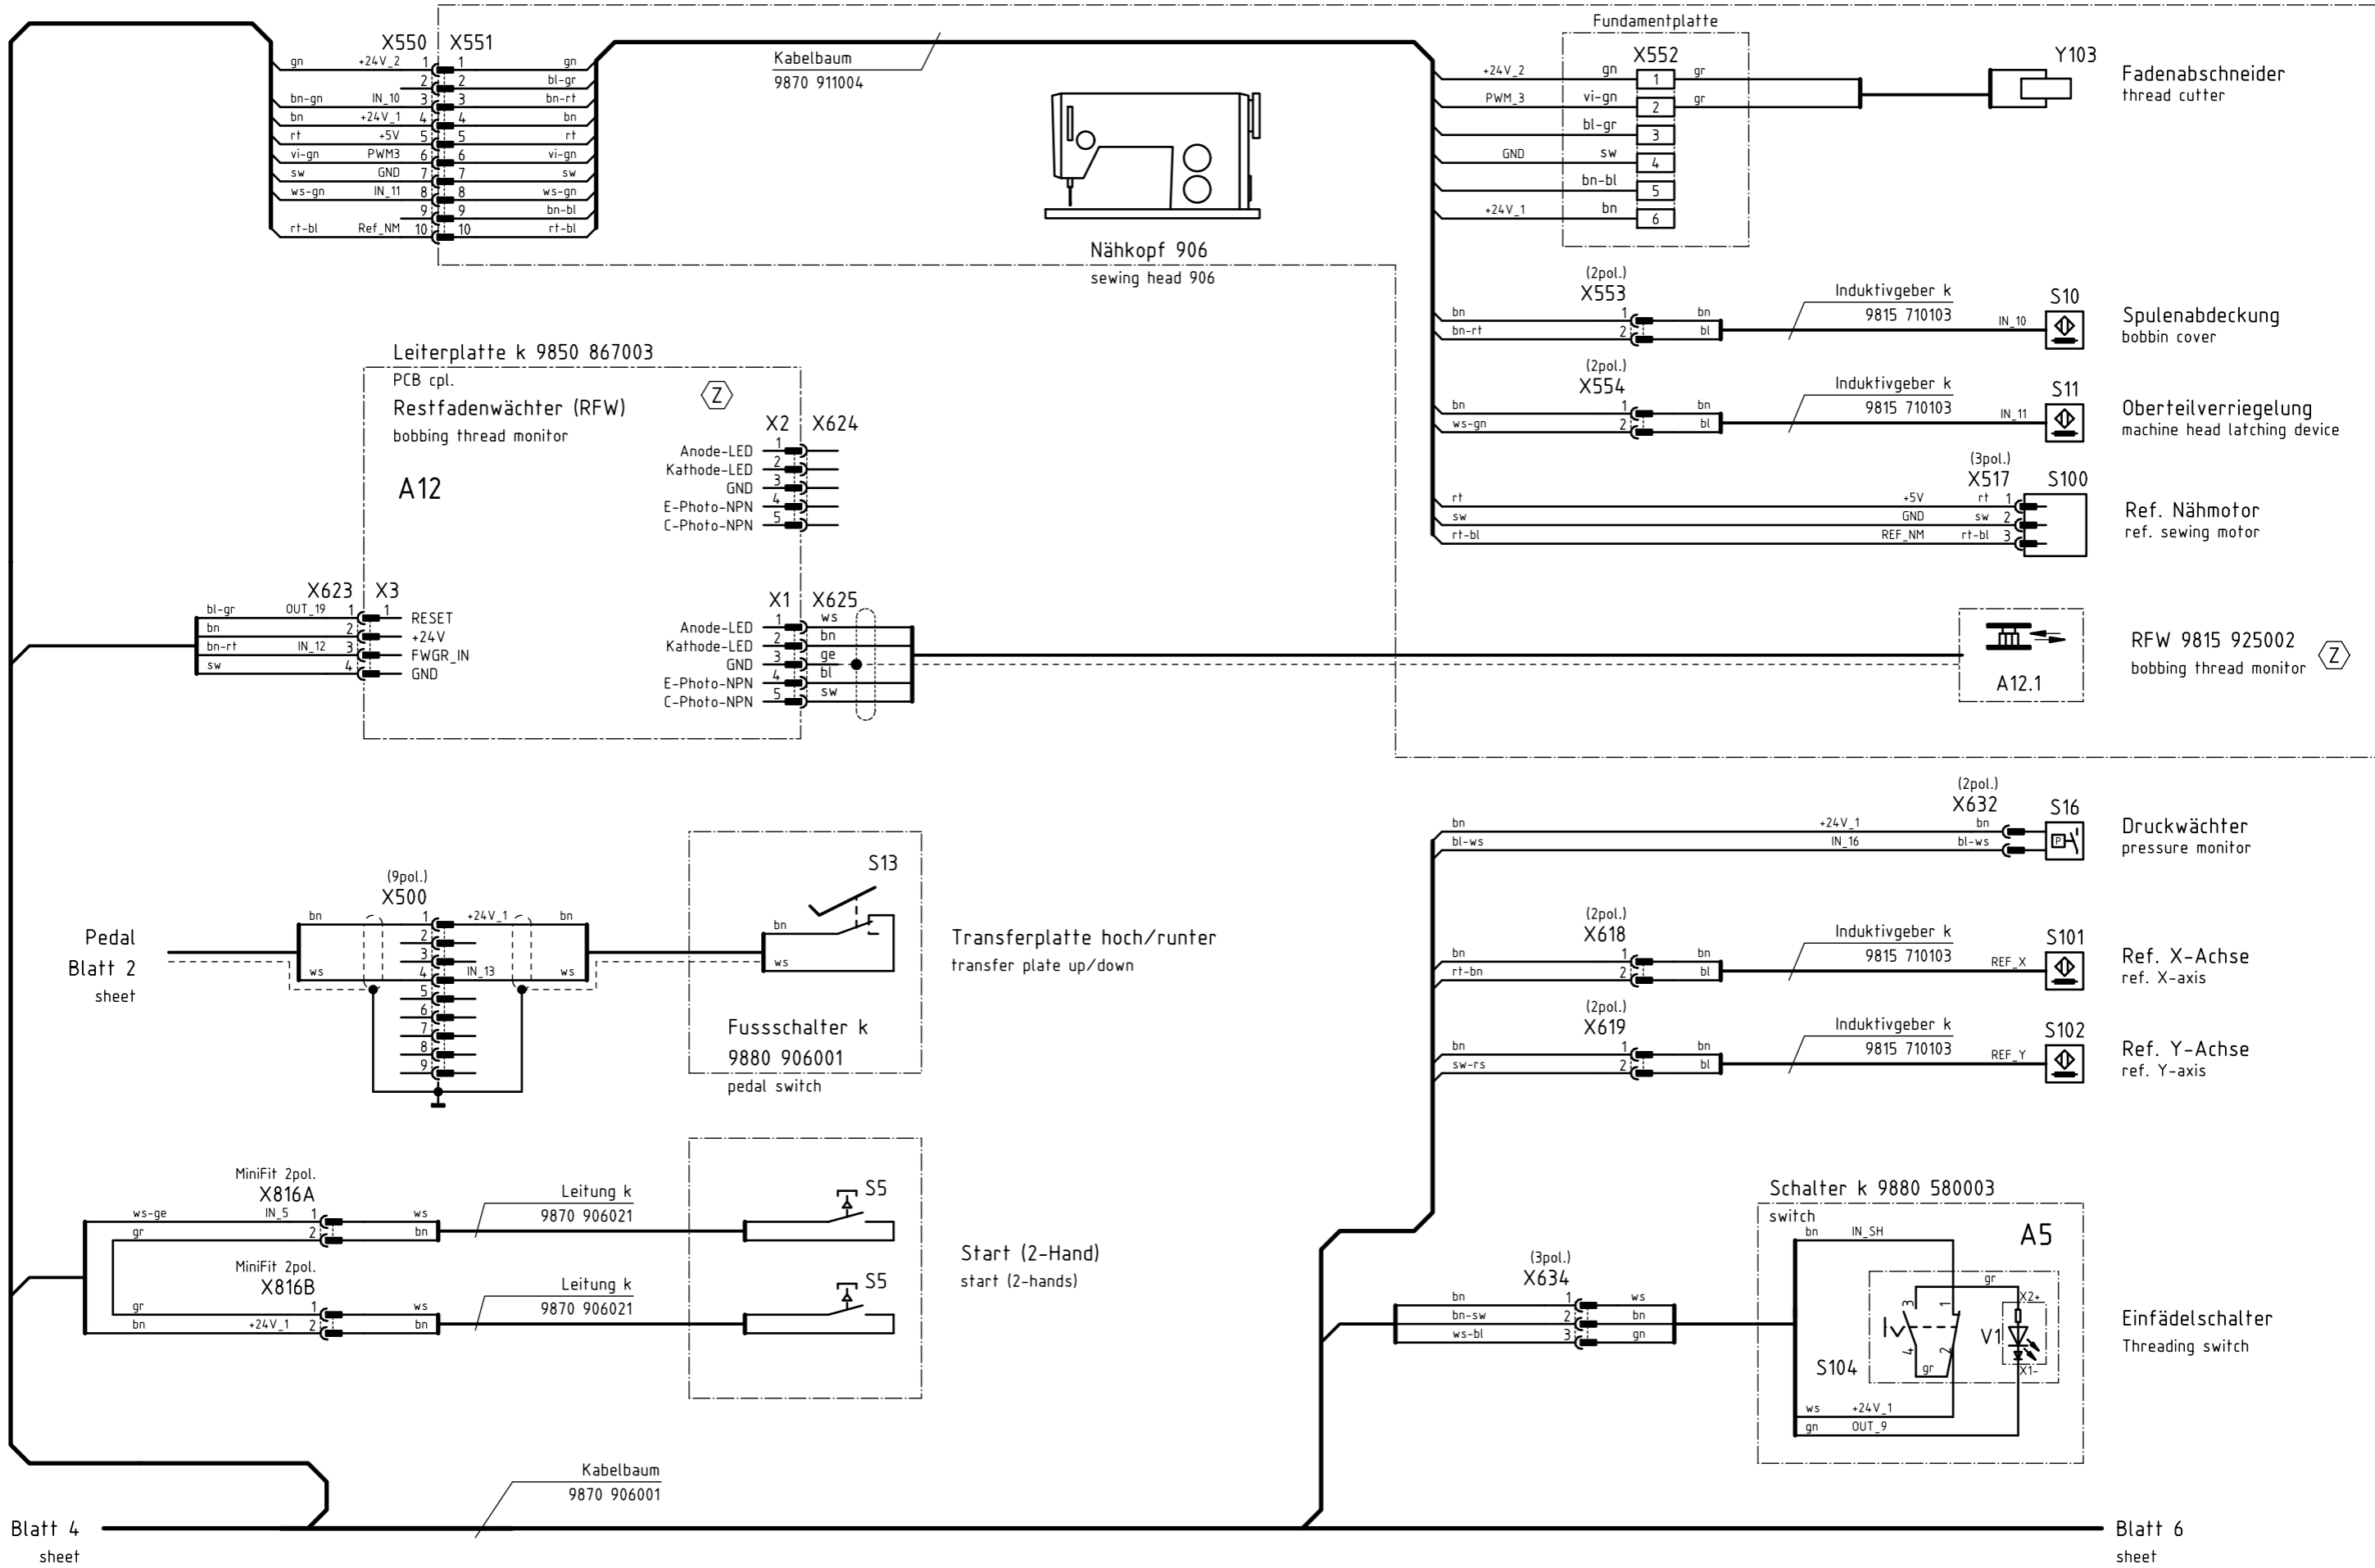 Fundamentplatte
X550 X551
gn +24V_2 1 1 gn
2 2 bl-gr
bn-gn IN_10 3 3 bn-rt
bn +24V_1 4 4 bn
rt +5V 5 5 rt
vi-gn PWM3 6 6 vi-gn
sw GND 7 7 sw
ws-gn IN_11 8 8 ws-gn
9 9 bn-bl
rt-bl Ref_NM 10 10 rt-bl
Kabelbaum
9870 911004
Nähkopf 906
sewing head 906
X552
+24V_2 gn 1 gr
PWM_3 vi-gn 2 gr
bl-gr 3
GND sw 4
bn-bl 5
+24V_1 bn 6
Y103
Fadenabschneider
thread cutter
(2pol.)
X553
bn 1 bn
bn-rt 2 bl
Induktivgeber k
9815 710103
IN_10
S10
Spulenabdeckung
bobbin cover
(2pol.)
X554
bn 1 bn
ws-gn 2 bl
Induktivgeber k
9815 710103
IN_11
S11
Oberteilverriegelung
machine head latching device
(3pol.)
X517
S100
rt +5V rt 1
sw GND sw 2
rt-bl REF_NM rt-bl 3
Ref. Nähmotor
ref. sewing motor
Leiterplatte k 9850 867003
PCB cpl.
Restfadenwächter (RFW)
bobbing thread monitor
Z
A12
X2 X624
Anode-LED 1
Kathode-LED 2
GND 3
E-Photo-NPN 4
C-Photo-NPN 5
X623 X3
bl-gr OUT_19 1 1 RESET
bn 2 +24V
bn-rt IN_12 3 FWGR_IN
sw 4 GND
X1 X625
Anode-LED 1 ws
Kathode-LED 2 bn
GND 3 ge
E-Photo-NPN 4 bl
C-Photo-NPN 5 sw
A12.1
RFW 9815 925002
bobbing thread monitor
Z
(2pol.)
X632
S16
bn +24V_1 bn
bl-ws IN_16 bl-ws
P
Druckwächter
pressure monitor
Pedal
Blatt 2
sheet
(9pol.)
X500
bn 1 +24V_1 bn
2
3
ws 4 IN_13 ws
5
6
7
8
9
S13
bn
ws
Fussschalter k
9880 906001
pedal switch
Transferplatte hoch/runter
transfer plate up/down
(2pol.)
X618
bn 1 bn
rt-bn 2 bl
Induktivgeber k
9815 710103
REF_X
S101
Ref. X-Achse
ref. X-axis
(2pol.)
X619
bn 1 bn
sw-rs 2 bl
Induktivgeber k
9815 710103
REF_Y
S102
Ref. Y-Achse
ref. Y-axis
MiniFit 2pol.
X816A
ws-ge IN_5 1 ws
gr 2 bn
Leitung k
9870 906021
S5
MiniFit 2pol.
X816B
gr 1 ws
bn +24V_1 2 bn
Leitung k
9870 906021
S5
Start (2-Hand)
start (2-hands)
(3pol.)
X634
bn 1 ws
bn-sw 2 bn
ws-bl 3 gn
Schalter k 9880 580003
switch
bn IN_SH
A5
gr
3 1 X2+
V1
4 2
gr X1-
S104
ws +24V_1
gn OUT_9
Einfädelschalter
Threading switch
Kabelbaum
9870 906001
Blatt 4
sheet
Blatt 6
sheet